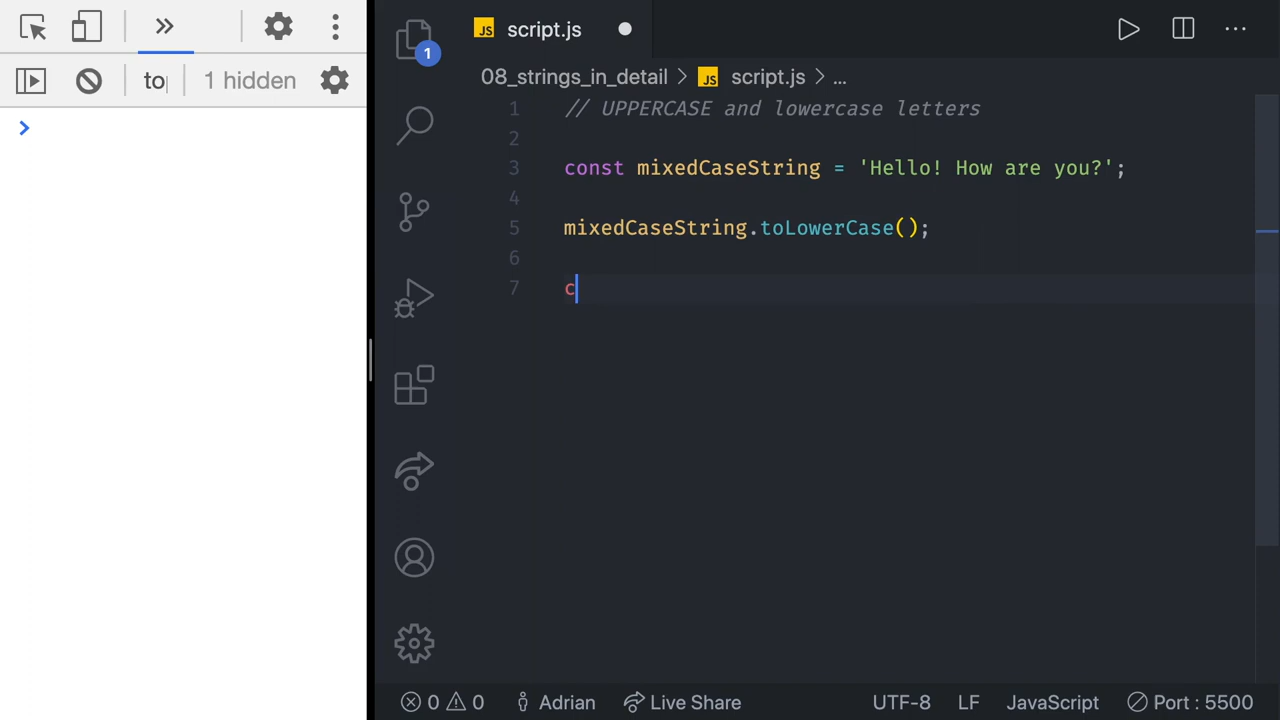 to
1 hidden
1
JS script.js
08_strings_in_detail > JS script.js > ...
1 // UPPERCASE and lowercase letters
2
3 const mixedCaseString = 'Hello! How are you?';
4
5 mixedCaseString.toLowerCase();
6
7 c
0 0 Adrian Live Share UTF-8 LF JavaScript Port : 5500